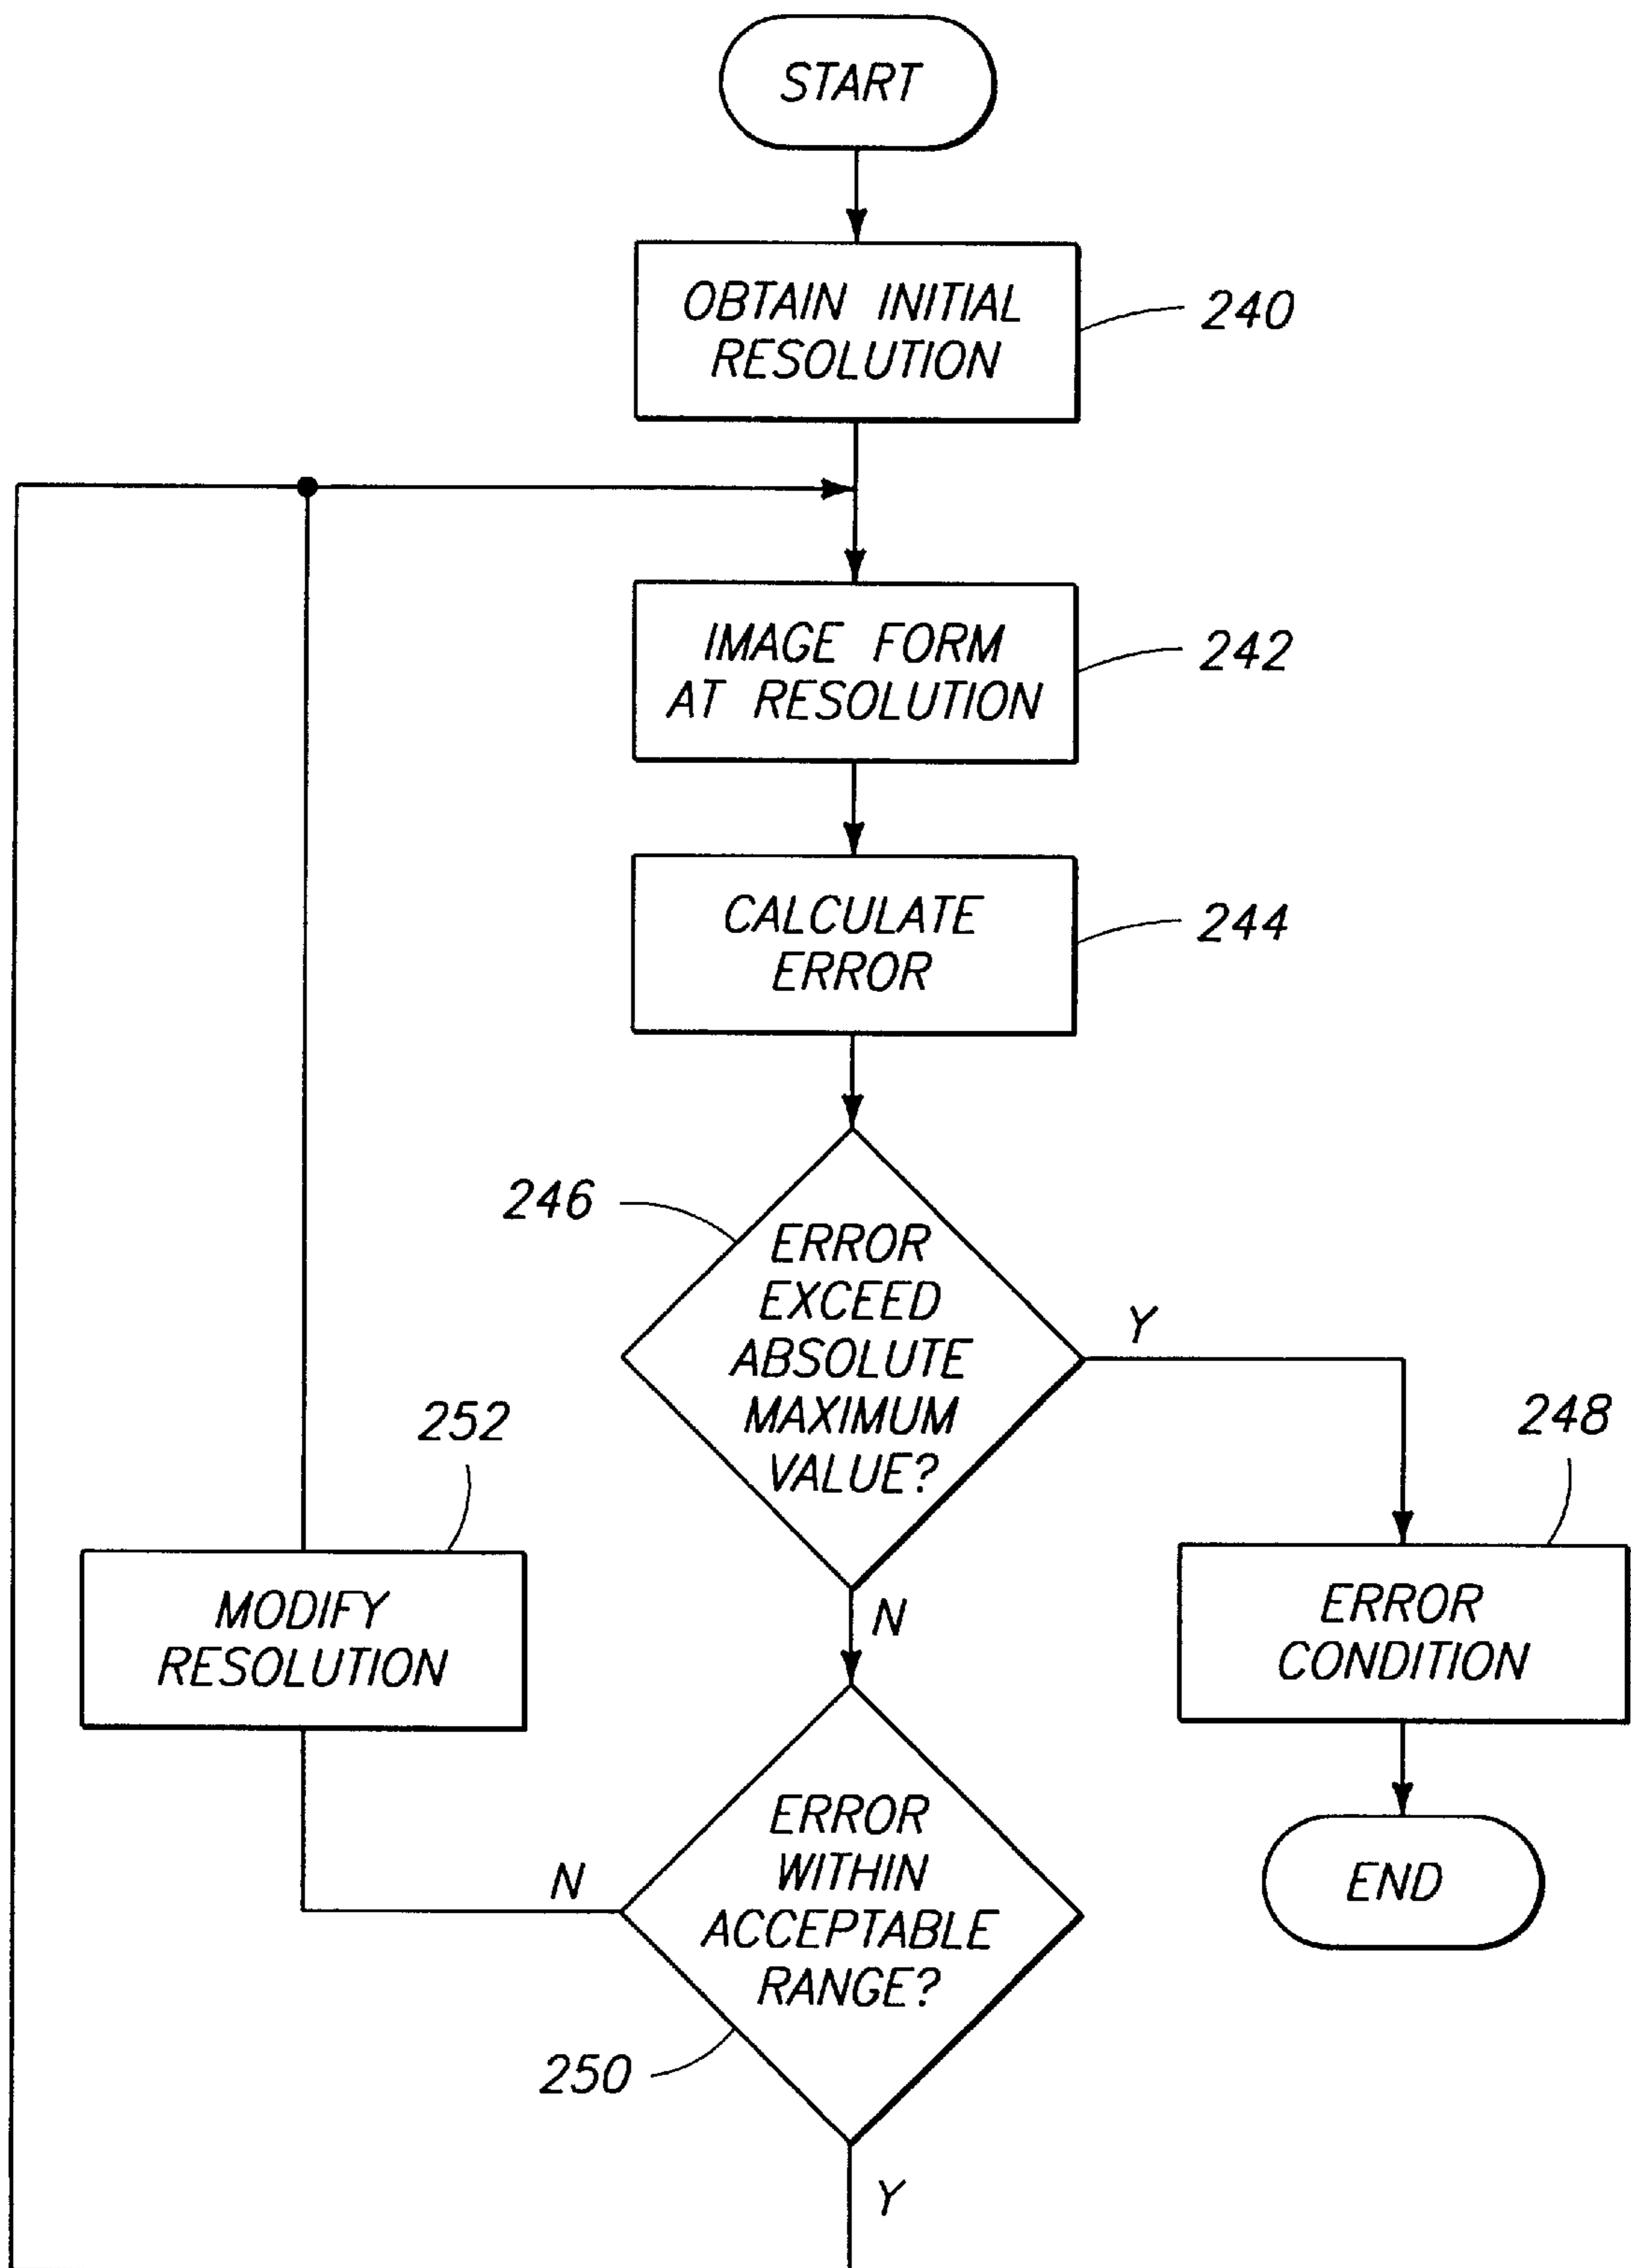 START
OBTAIN INITIAL
RESOLUTION
240
IMAGE FORM
AT RESOLUTION
242
CALCULATE
ERROR
244
246
ERROR
EXCEED
ABSOLUTE
MAXIMUM
VALUE?
Y
N
252
MODIFY
RESOLUTION
248
ERROR
CONDITION
END
ERROR
WITHIN
ACCEPTABLE
RANGE?
N
250
Y